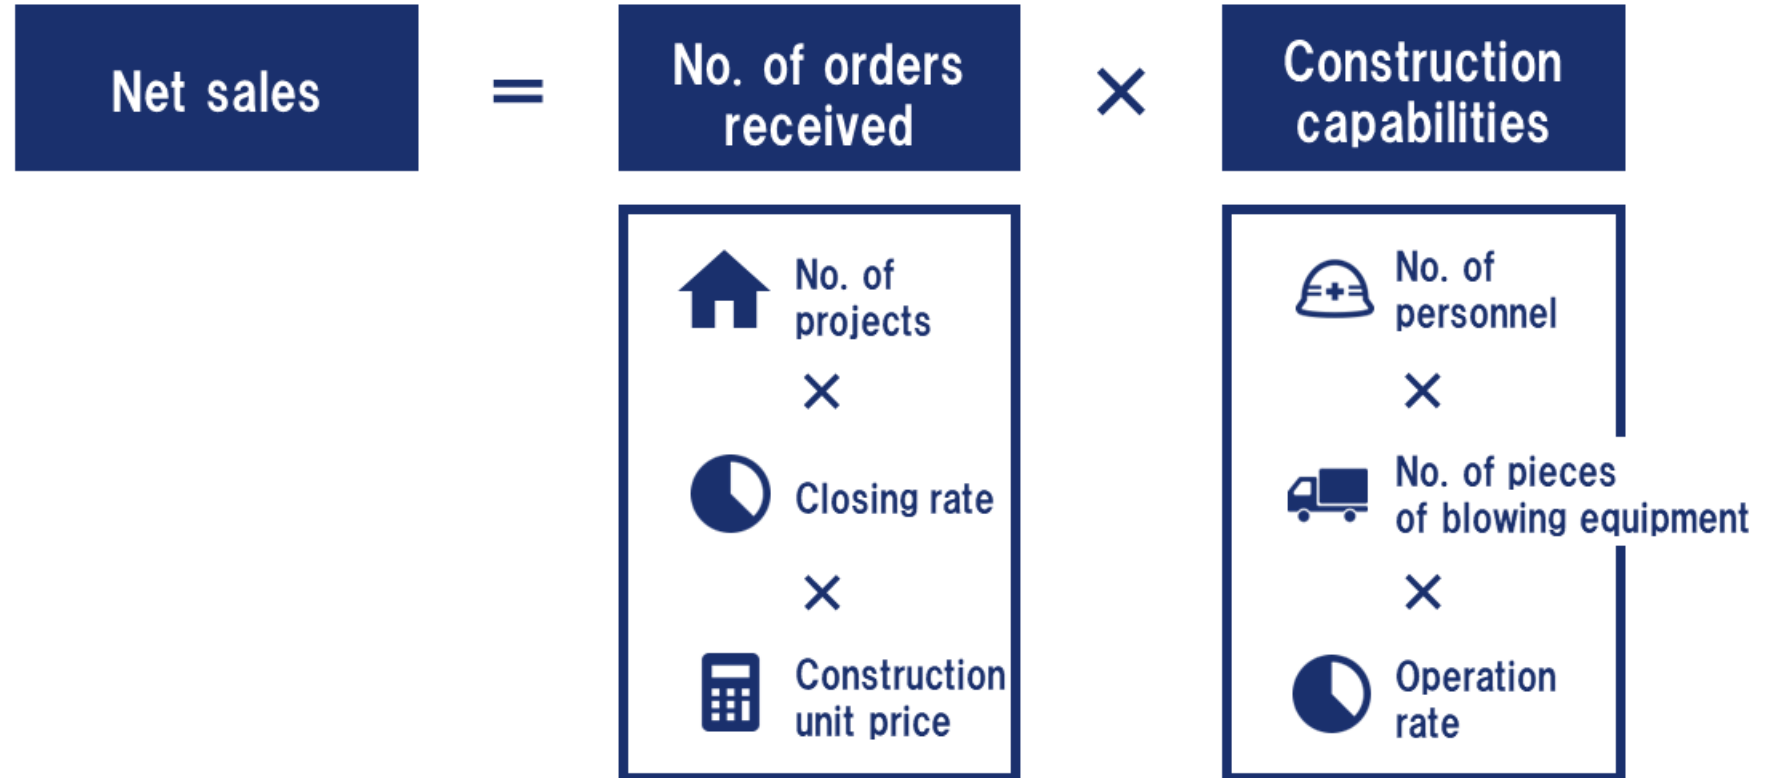 Net sales
=
No. of orders
received
×
Construction
capabilities
No. of
projects
×
Closing rate
×
Construction
unit price
No. of
personnel
×
No. of pieces
of blowing equipment
×
Operation
rate